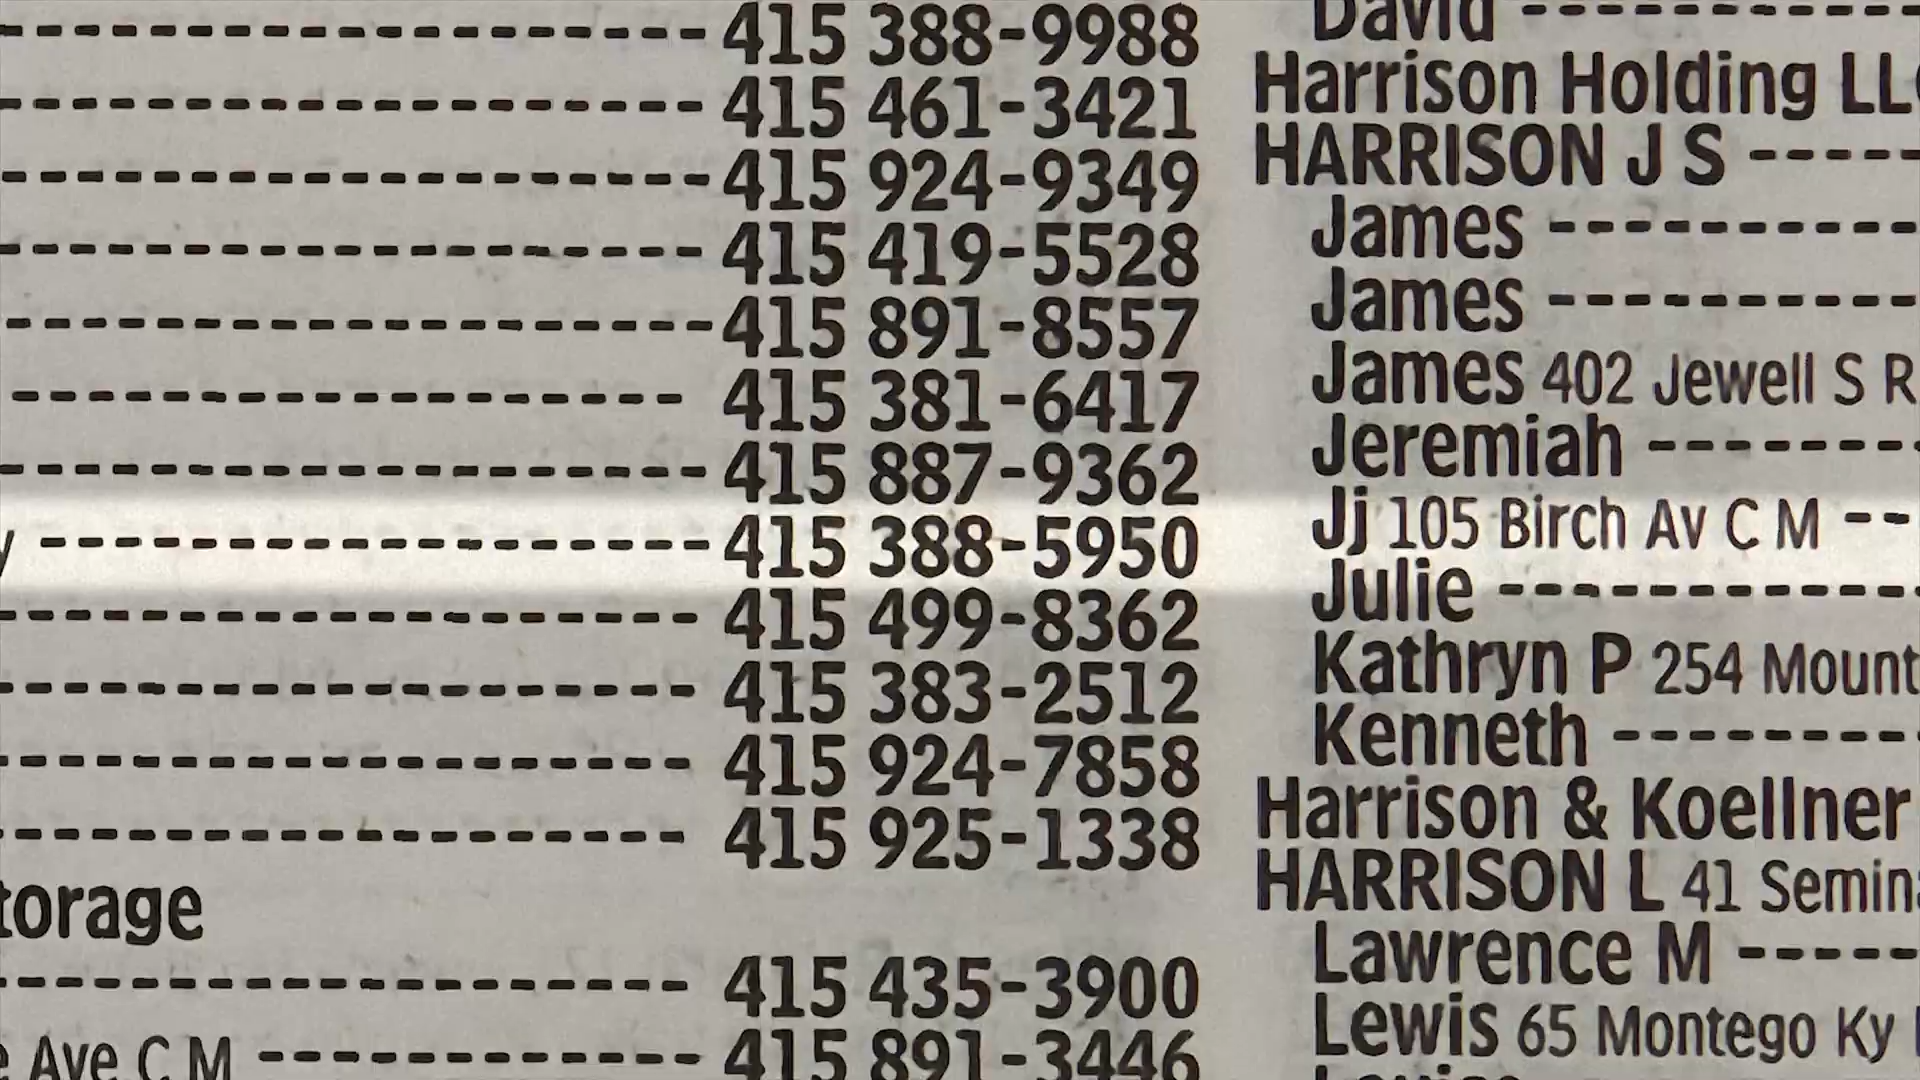 415 388-9988
415 461-3421
415 924-9349
415 419-5528
415 891-8557
415 381-6417
415 887-9362
415 388-5950
415 499-8362
415 383-2512
415 924-7858
415 925-1338
torage
415 435-3900
Ave C M 415 891-3446
David
Harrison Holding LLC
HARRISON J S
James
James
James 402 Jewell S R
Jeremiah
Jj 105 Birch Av C M
Julie
Kathryn P 254 Mount
Kenneth
Harrison & Koellner
HARRISON L 41 Semin
Lawrence M
Lewis 65 Montego Ky